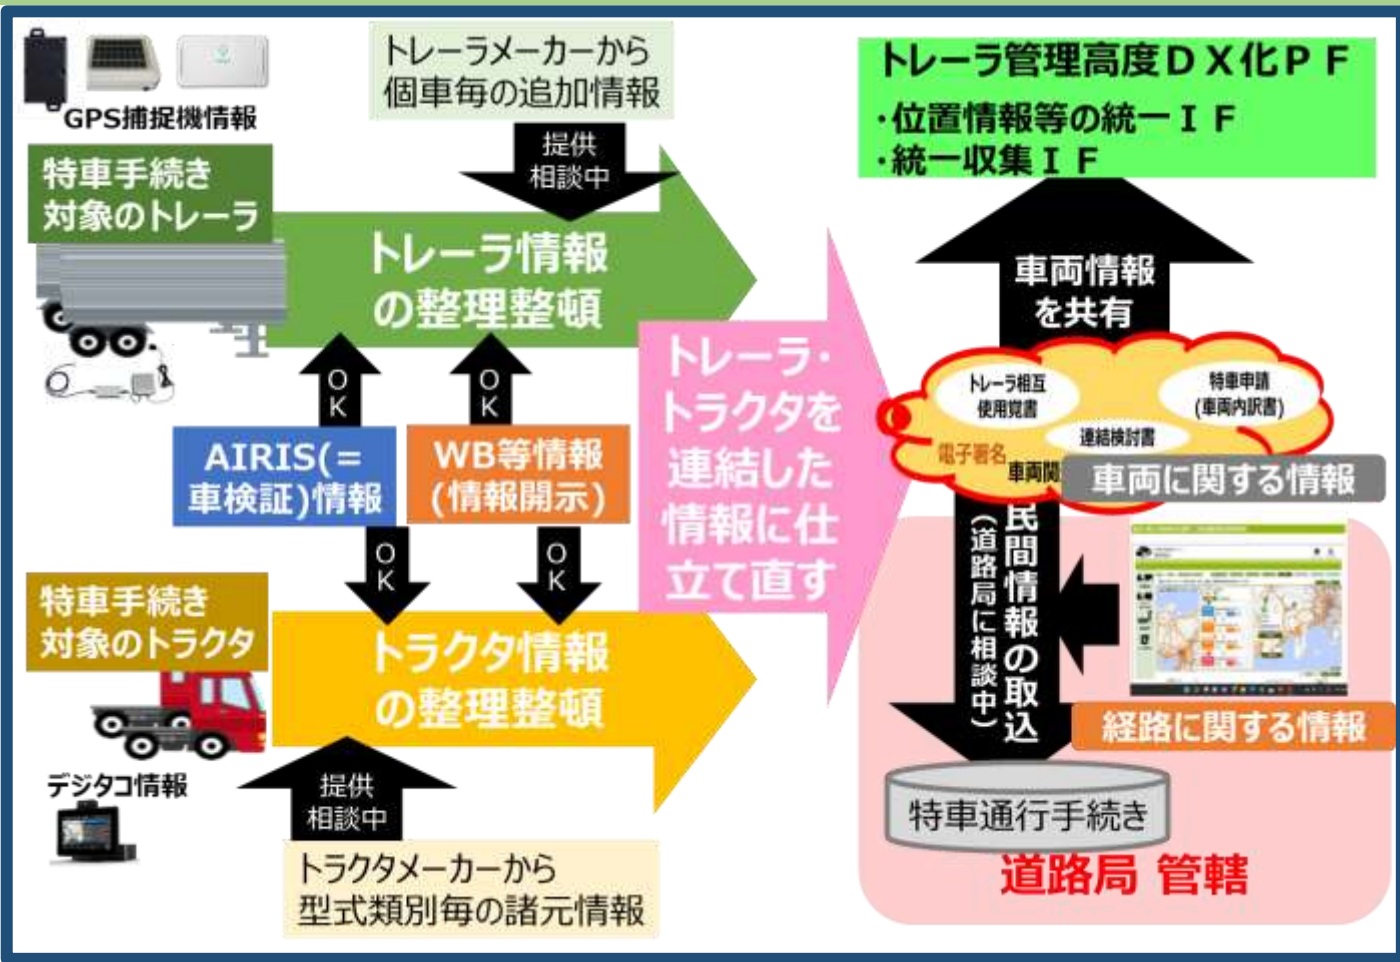 GPS捕捉機情報
特車手続き
対象のトレーラ
トレーラメーカーから
個車毎の追加情報
提供
相談中
トレーラ情報
の整理整頓
OK
OK
AIRIS(=
車検証)情報
WB等情報
(情報開示)
OK
OK
特車手続き
対象のトラクタ
トラクタ情報
の整理整頓
デジタコ情報
提供
相談中
トラクタメーカーから
型式類別毎の諸元情報
トレーラ・
トラクタを
連結した
情報に仕
立て直す
トレーラ管理高度DX化PF
・位置情報等の統一IF
・統一収集IF
車両情報
を共有
トレーラ相互
使用覚書
特車申請
(車両内訳書)
連結検討書
電子署名
車両関
車両に関する情報
民間情報の取込
(道路局に相談中)
経路に関する情報
特車通行手続き
道路局 管轄